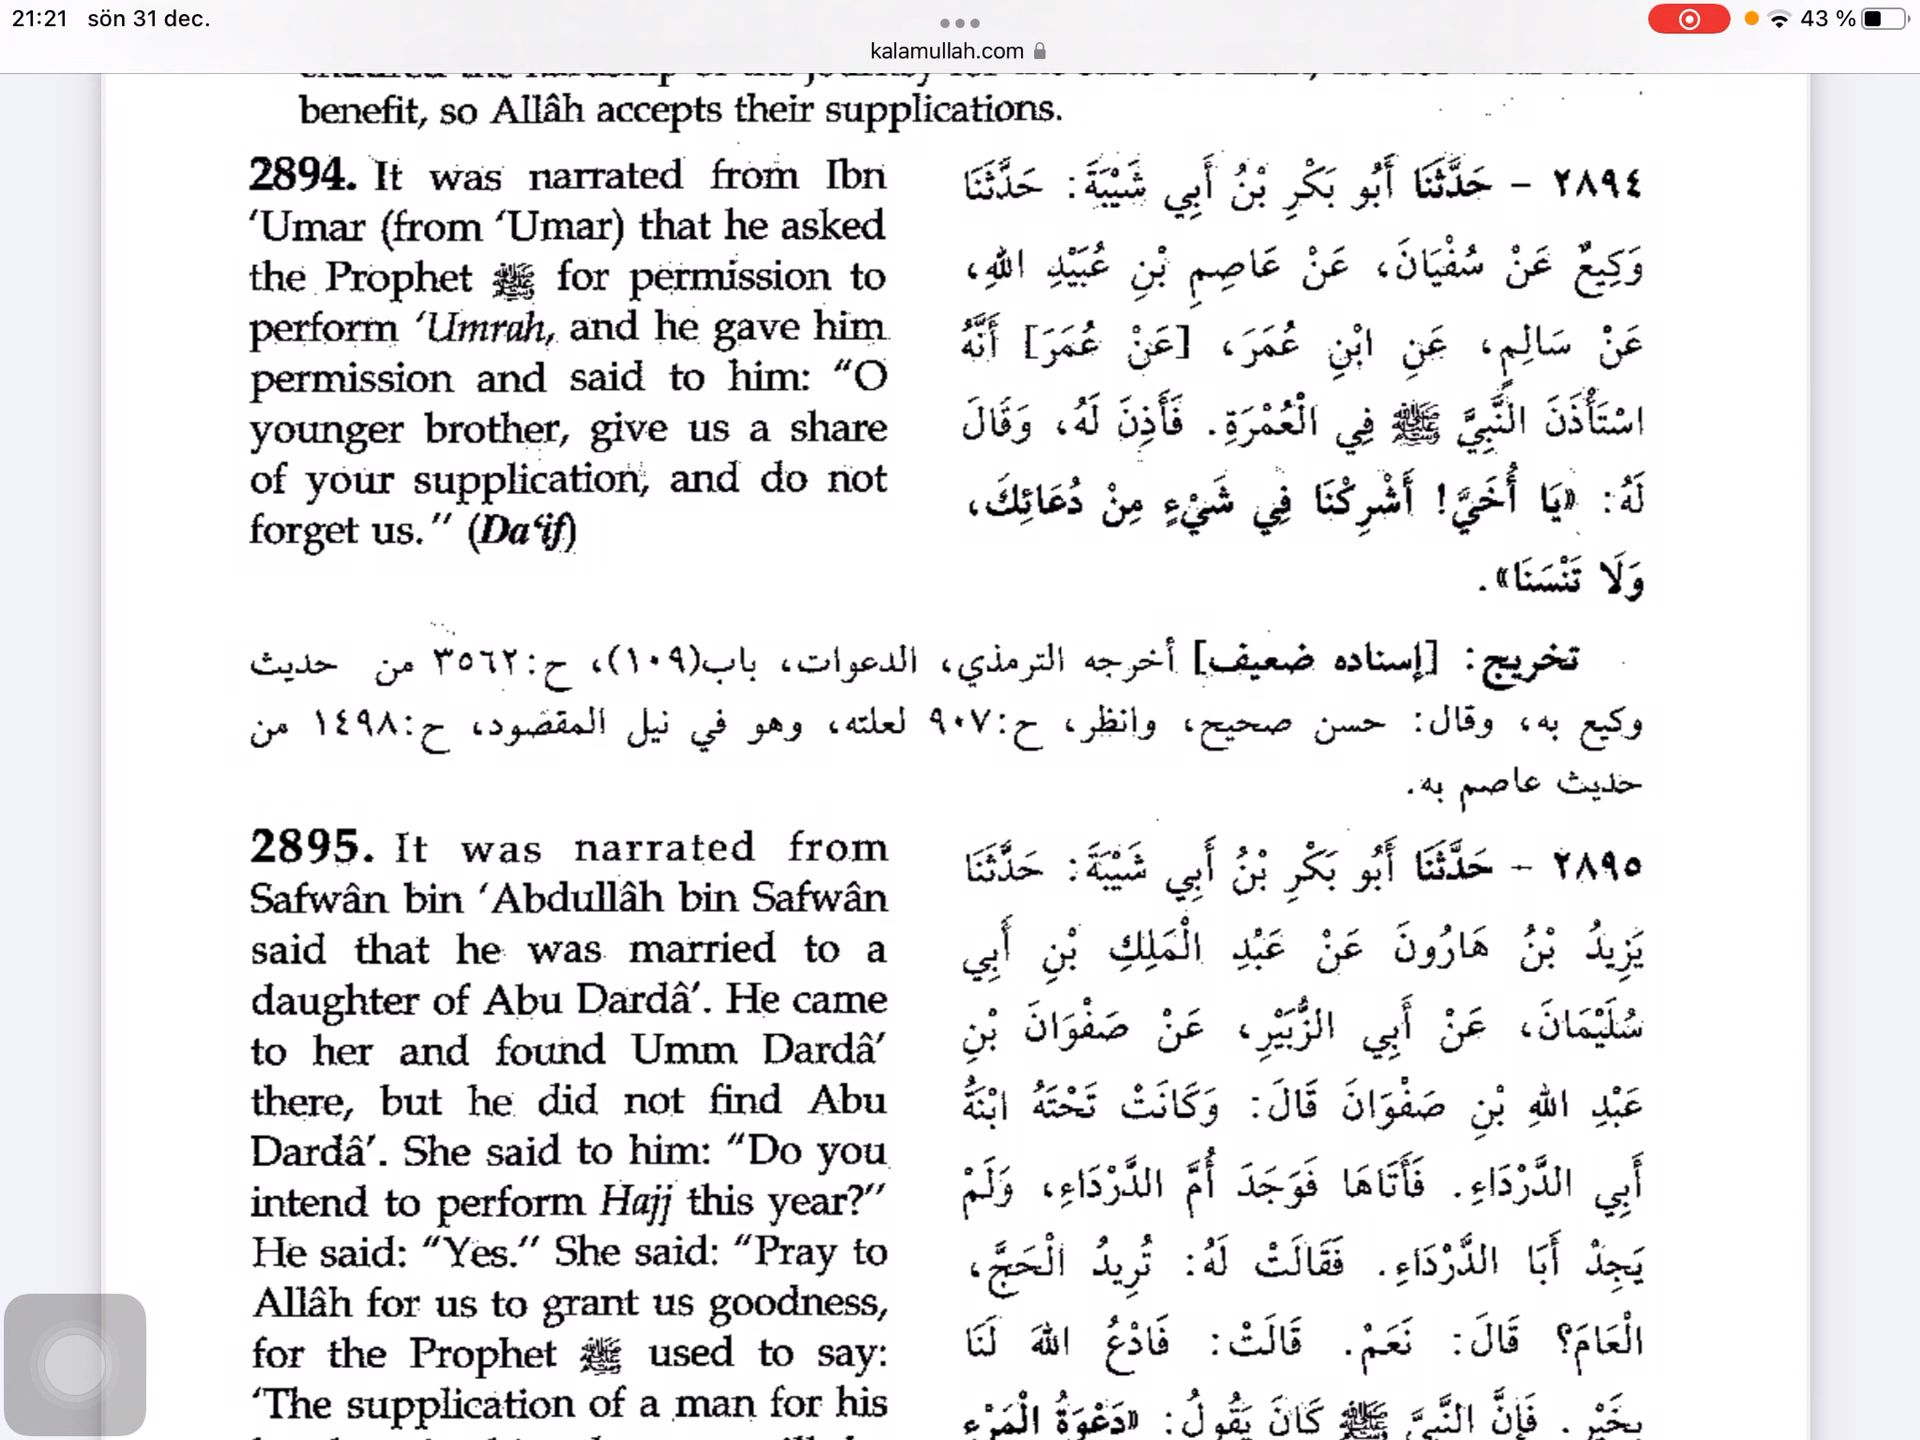 21:21 sön 31 dec.
43 %
kalamullah.com
benefit, so Allâh accepts their supplications.
2894. It was narrated from Ibn
‘Umar (from ‘Umar) that he asked
the Prophet ﷺ for permission to
perform ‘Umrah, and he gave him
permission and said to him: “O
younger brother, give us a share
of your supplication, and do not
forget us.” (Da‘if)
٢٨٩٤ – حَدَّثَنَا أَبُو بَكْرِ بْنُ أَبِي شَيْبَةَ: حَدَّثَنَا
وَكِيعٌ عَنْ سُفْيَانَ، عَنْ عَاصِمِ بْنِ عُبَيْدِ اللهِ،
عَنْ سَالِمٍ، عَنِ ابْنِ عُمَرَ، [عَنْ عُمَرَ] أَنَّهُ
اسْتَأْذَنَ النَّبِيَّ ﷺ فِي الْعُمْرَةِ. فَأَذِنَ لَهُ، وَقَالَ
لَهُ: «يَا أُخَيَّ! أَشْرِكْنَا فِي شَيْءٍ مِنْ دُعَائِكَ،
وَلَا تَنْسَنَا».
تخريج: [إسناده ضعيف] أخرجه الترمذي، الدعوات، باب(١٠٩)، ح:٣٥٦٢ من حديث
وكيع به، وقال: حسن صحيح، وانظر، ح:٩٠٧ لعلته، وهو في نيل المقصود، ح:١٤٩٨ من
حديث عاصم به.
2895. It was narrated from
Safwân bin ‘Abdullâh bin Safwân
said that he was married to a
daughter of Abu Dardâ’. He came
to her and found Umm Dardâ’
there, but he did not find Abu
Dardâ’. She said to him: “Do you
intend to perform Hajj this year?”
He said: “Yes.” She said: “Pray to
Allâh for us to grant us goodness,
for the Prophet ﷺ used to say:
‘The supplication of a man for his
٢٨٩٥ – حَدَّثَنَا أَبُو بَكْرِ بْنُ أَبِي شَيْبَةَ: حَدَّثَنَا
يَزِيدُ بْنُ هَارُونَ عَنْ عَبْدِ الْمَلِكِ بْنِ أَبِي
سُلَيْمَانَ، عَنْ أَبِي الزُّبَيْرِ، عَنْ صَفْوَانَ بْنِ
عَبْدِ اللهِ بْنِ صَفْوَانَ قَالَ: وَكَانَتْ تَحْتَهُ ابْنَةُ
أَبِي الدَّرْدَاءِ. فَأَتَاهَا فَوَجَدَ أُمَّ الدَّرْدَاءِ، وَلَمْ
يَجِدْ أَبَا الدَّرْدَاءِ. فَقَالَتْ لَهُ: تُرِيدُ الْحَجَّ،
الْعَامَ؟ قَالَ: نَعَمْ. قَالَتْ: فَادْعُ اللهَ لَنَا
بِخَيْرٍ. فَإِنَّ النَّبِيَّ ﷺ كَانَ يَقُولُ: «دَعْوَةُ الْمَرْءِ